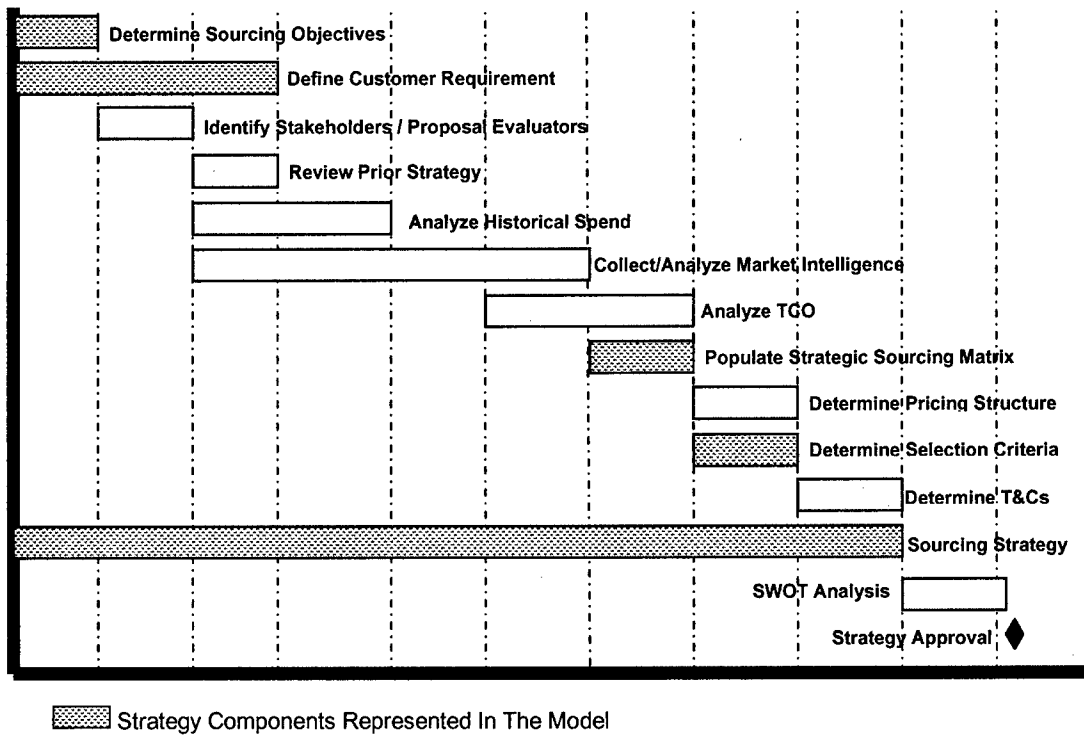 Determine Sourcing Objectives
Define Customer Requirement
Identify Stakeholders / Proposal Evaluators
Review Prior Strategy
Analyze Historical Spend
Collect/Analyze Market Intelligence
Analyze TCO
Populate Strategic Sourcing Matrix
Determine Pricing Structure
Determine Selection Criteria
Determine T&Cs
Sourcing Strategy
SWOT Analysis
Strategy Approval
Strategy Components Represented In The Model